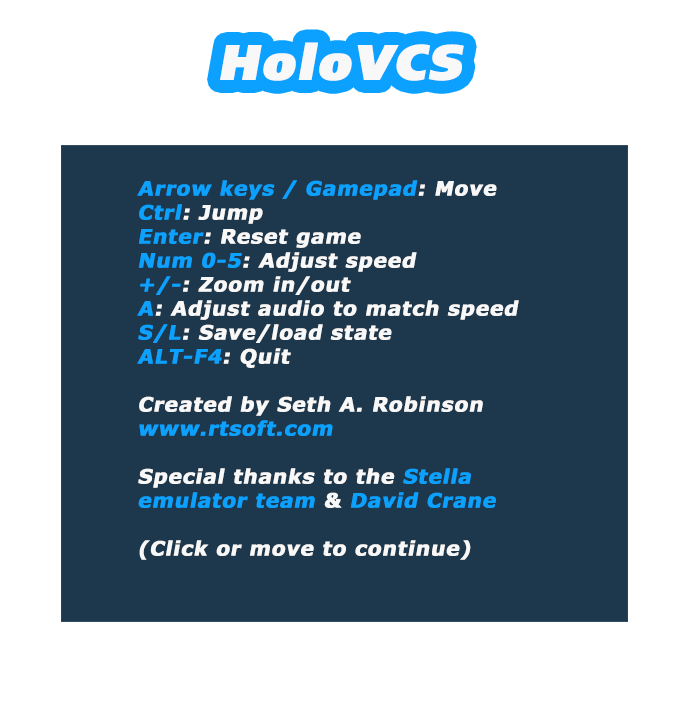 HoloVCS
Arrow keys / Gamepad: Move
Ctrl: Jump
Enter: Reset game
Num 0-5: Adjust speed
+/-: Zoom in/out
A: Adjust audio to match speed
S/L: Save/load state
ALT-F4: Quit
Created by Seth A. Robinson
www.rtsoft.com
Special thanks to the Stella
emulator team & David Crane
(Click or move to continue)